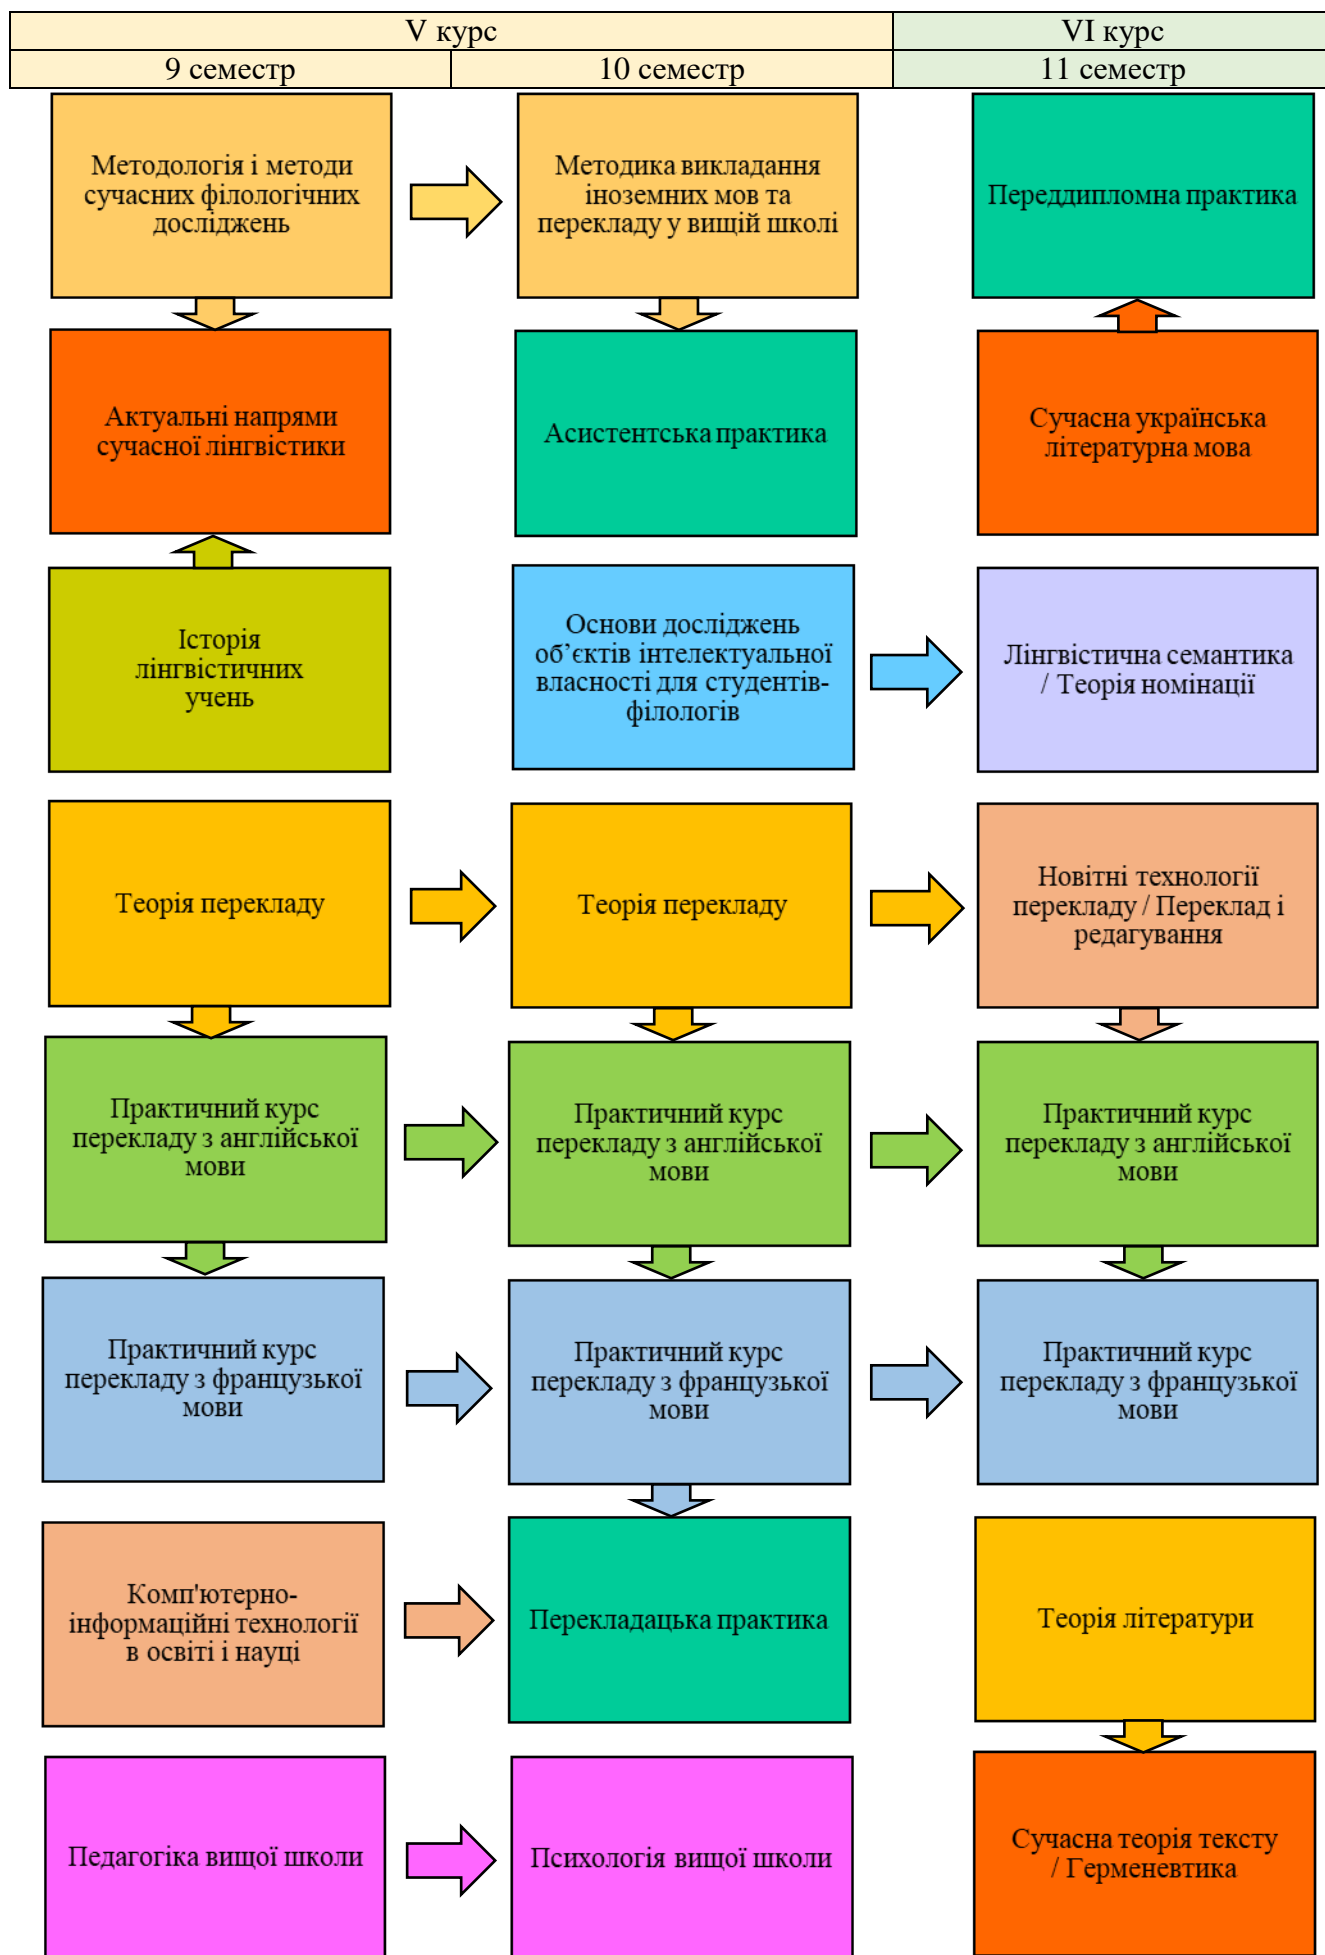 V курс
VI курс
9 семестр
10 семестр
11 семестр
Методологія і методи
сучасних філологічних
досліджень
Методика викладання
іноземних мов та
перекладу у вищій школі
Переддипломна практика
Актуальні напрями
сучасної лінгвістики
Асистентська практика
Сучасна українська
літературна мова
Історія
лінгвістичних
учень
Основи досліджень
об’єктів інтелектуальної
власності для студентів-
філологів
Лінгвістична семантика
/ Теорія номінації
Теорія перекладу
Теорія перекладу
Новітні технології
перекладу / Переклад і
редагування
Практичний курс
перекладу з англійської
мови
Практичний курс
перекладу з англійської
мови
Практичний курс
перекладу з англійської
мови
Практичний курс
перекладу з французької
мови
Практичний курс
перекладу з французької
мови
Практичний курс
перекладу з французької
мови
Комп'ютерно-
інформаційні технології
в освіті і науці
Перекладацька практика
Теорія літератури
Педагогіка вищої школи
Психологія вищої школи
Сучасна теорія тексту
/ Герменевтика